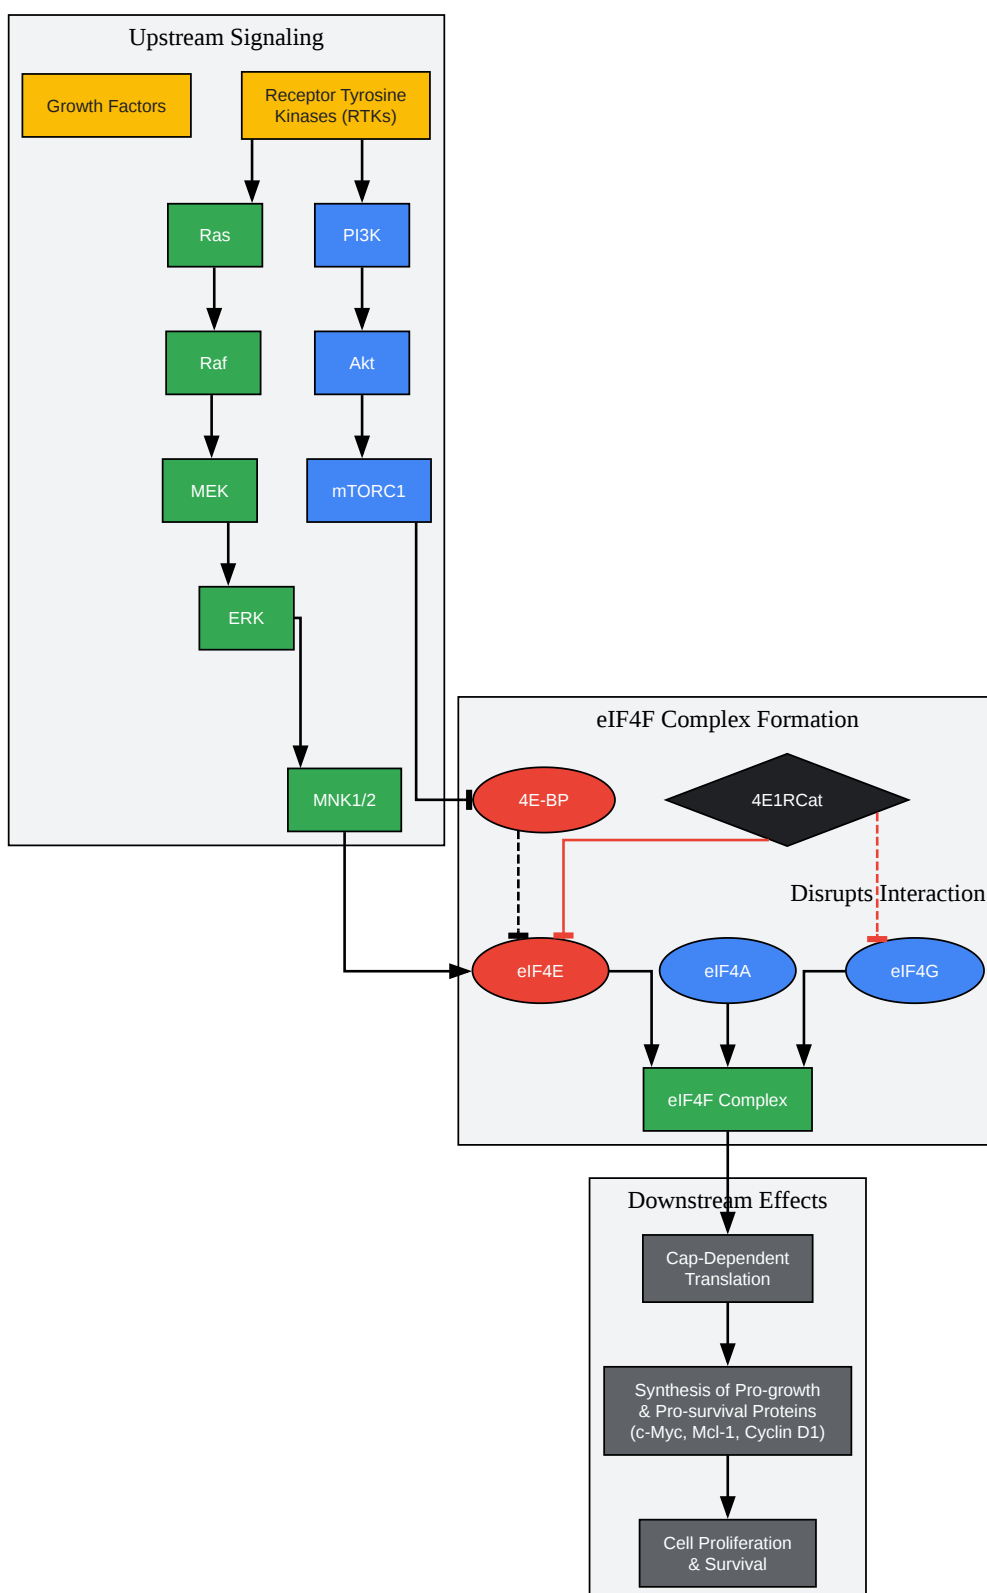 Upstream Signaling
Growth Factors
Receptor Tyrosine
Kinases (RTKs)
Ras
PI3K
Raf
Akt
MEK
mTORC1
ERK
MNK1/2
eIF4F Complex Formation
4E-BP
4E1RCat
Disrupts Interaction
eIF4E
eIF4A
eIF4G
eIF4F Complex
Downstream Effects
Cap-Dependent
Translation
Synthesis of Pro-growth
& Pro-survival Proteins
(c-Myc, Mcl-1, Cyclin D1)
Cell Proliferation
& Survival